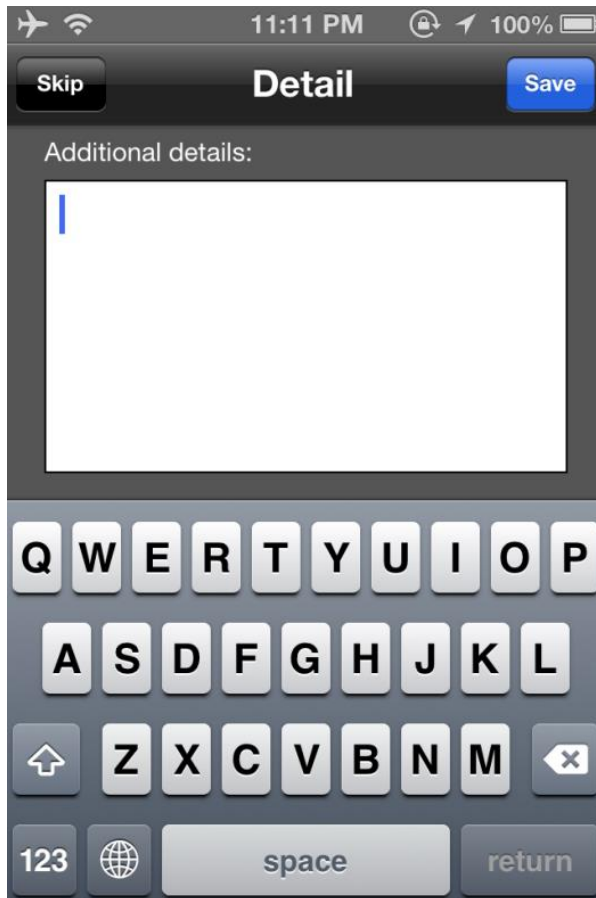 11:11 PM 100%
Skip Detail Save
Additional details:
Q W E R T Y U I O P
A S D F G H J K L
Z X C V B N M
123 space return